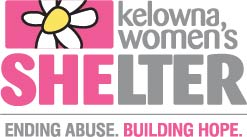 kelowna
women's
SHELTER
ENDING ABUSE. BUILDING HOPE.